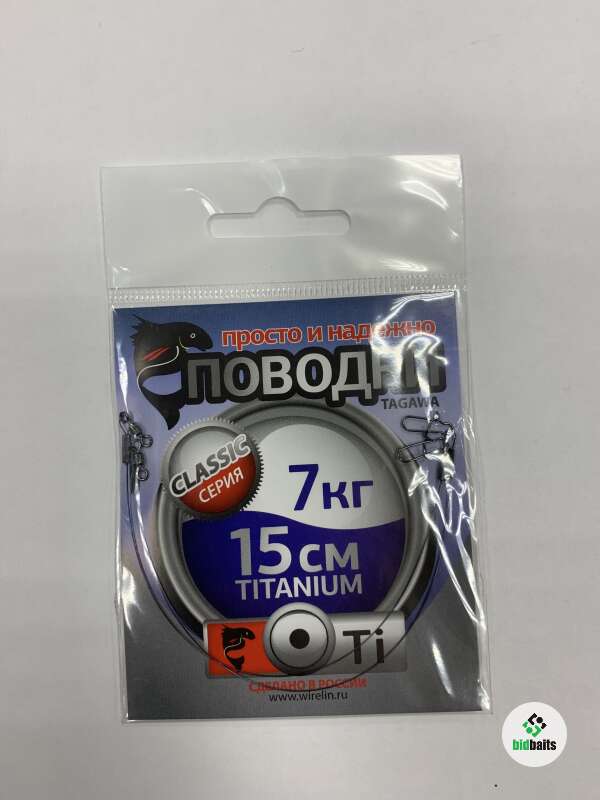 просто и надежно
ПОВОДКИ
TAGAWA
CLASSIC
СЕРИЯ
7кг
15см
TITANIUM
Ti
СДЕЛАНО В РОССИИ
www.wirelin.ru
bidbaits